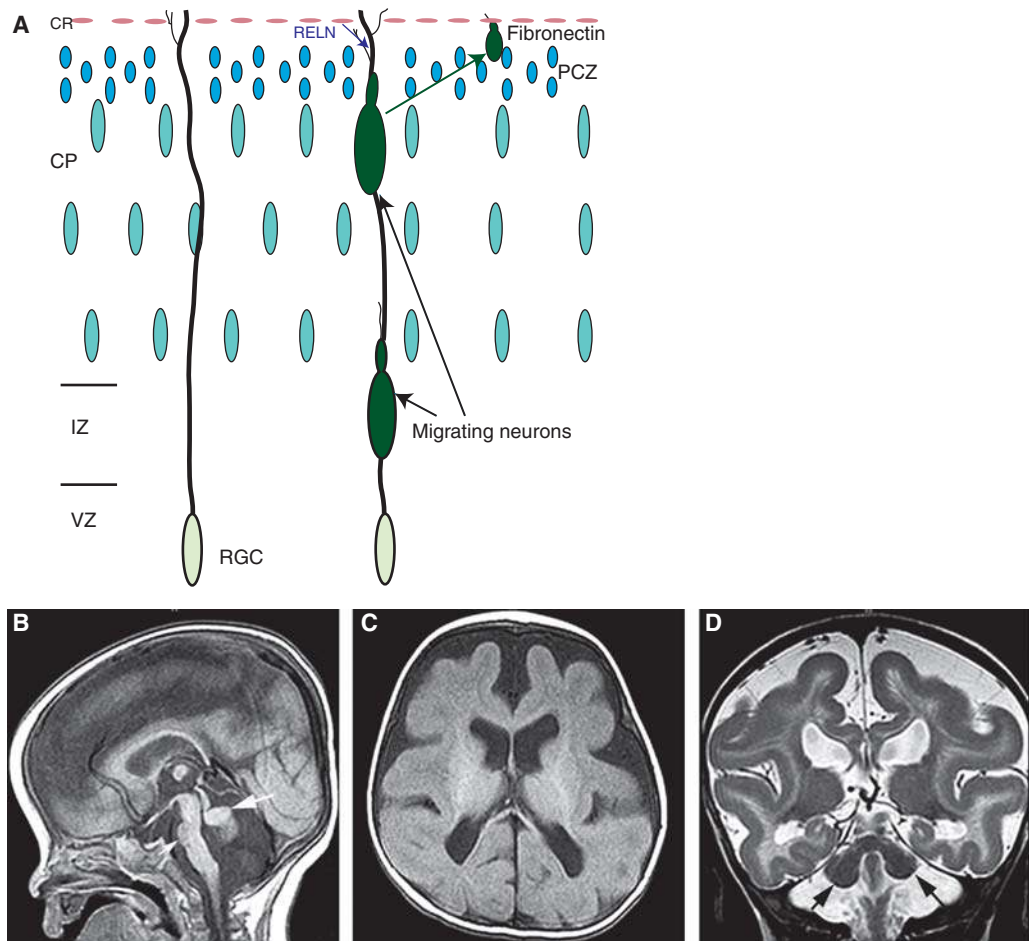 A
CR
RELN
Fibronectin
PCZ
CP
IZ
Migrating neurons
VZ
RGC
B
C
D